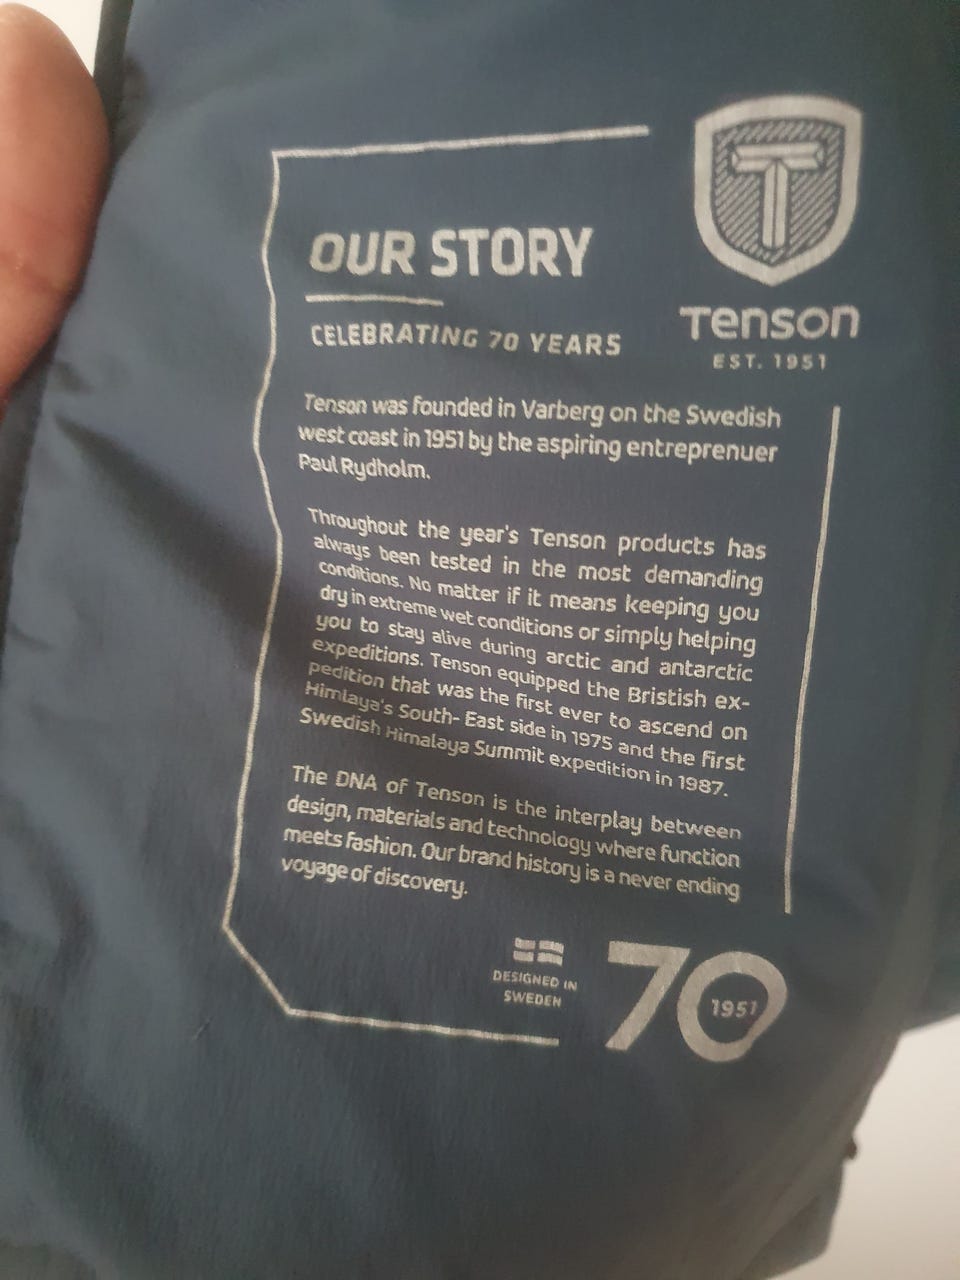 OUR STORY
CELEBRATING 70 YEARS
T
Tenson
EST. 1951
Tenson was founded in Varberg on the Swedish
west coast in 1951 by the aspiring entreprenuer
Paul Rydholm.
Throughout the year's Tenson products has
always been tested in the most demanding
conditions. No matter if it means keeping you
dry in extreme wet conditions or simply helping
you to stay alive during arctic and antarctic
expeditions. Tenson equipped the Bristish ex-
pedition that was the first ever to ascend on
Himlaya's South- East side in 1975 and the first
Swedish Himalaya Summit expedition in 1987.
The DNA of Tenson is the interplay between
design, materials and technology where function
meets fashion. Our brand history is a never ending
voyage of discovery.
DESIGNED IN
SWEDEN
70
1951